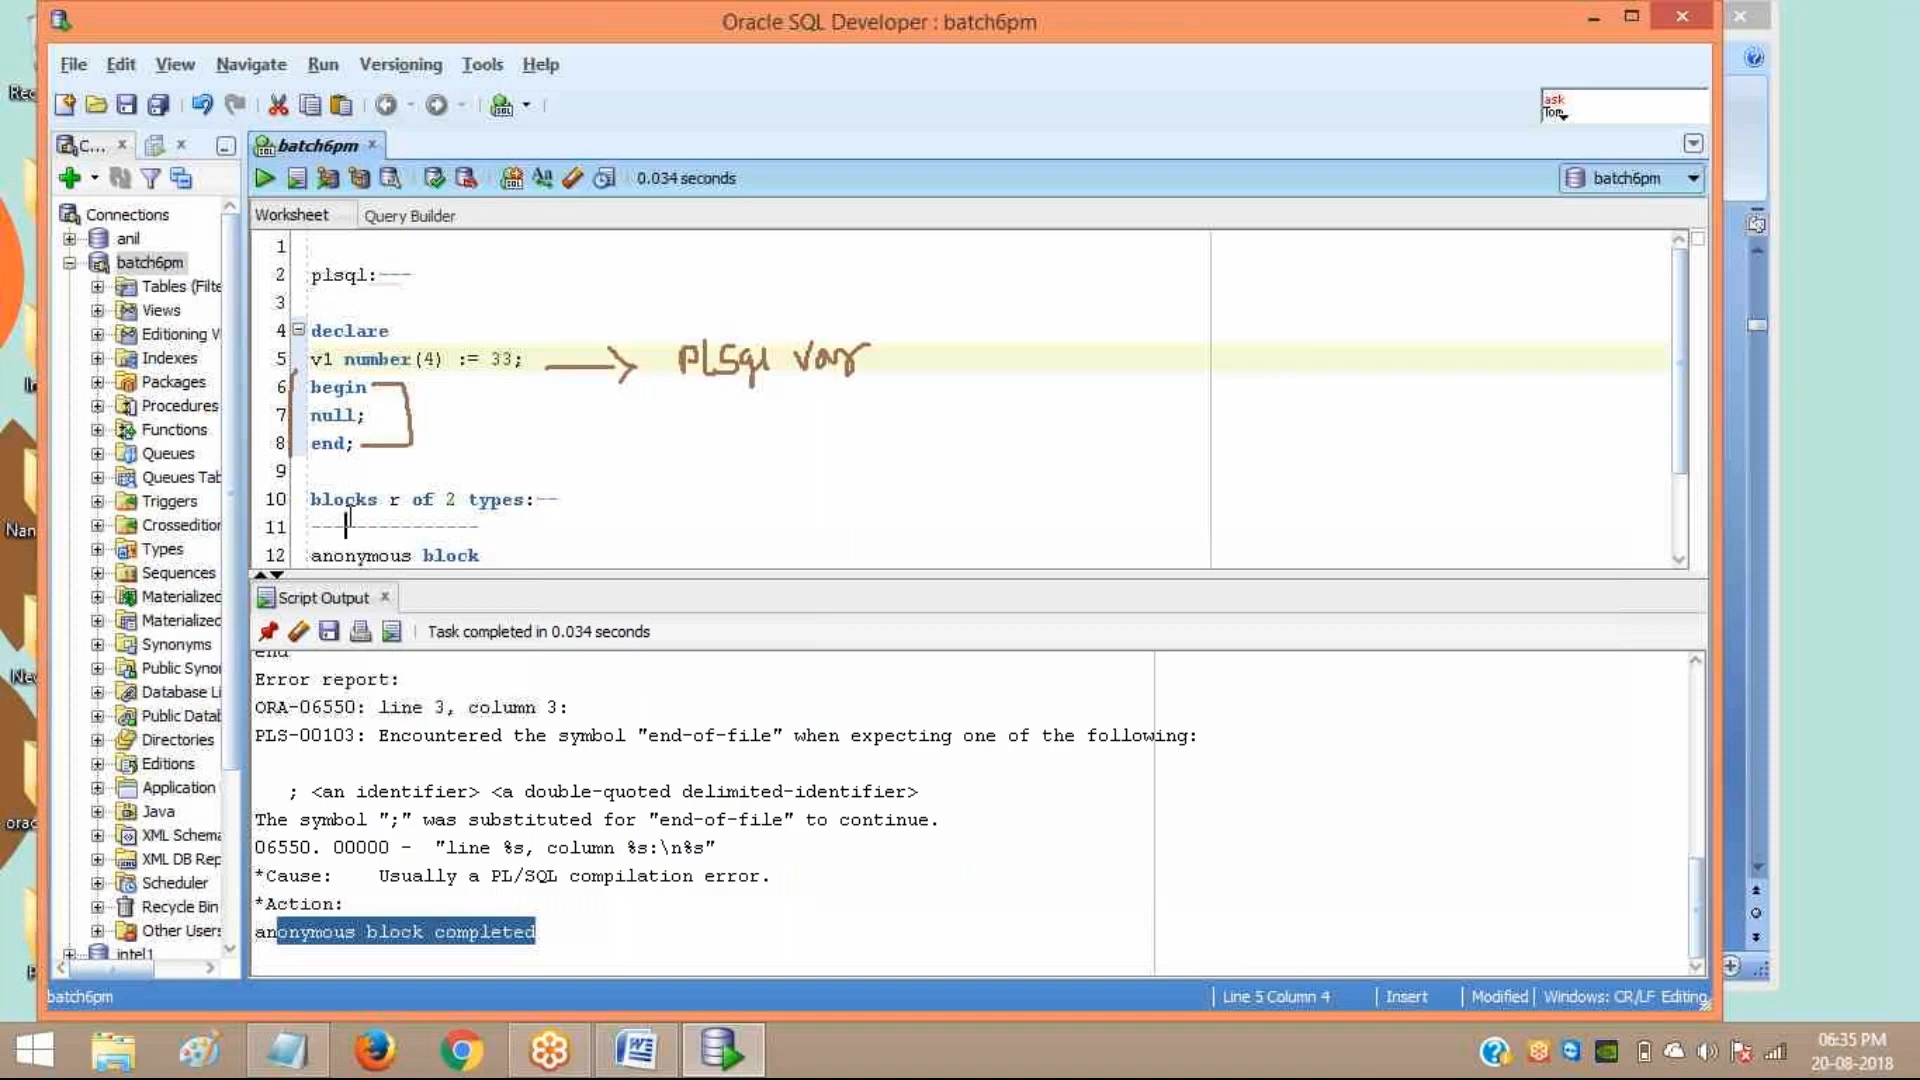 Oracle SQL Developer : batch6pm
File Edit View Navigate Run Versioning Tools Help
ask
Tom
C...
batch6pm
0.034 seconds
batch6pm
Worksheet
Query Builder
Connections
anil
batch6pm
Tables (Filte
Views
Editioning V
Indexes
Packages
Procedures
Functions
Queues
Queues Tab
Triggers
Crossedition
Types
Sequences
Materialized
Materialized
Synonyms
Public Synon
Database Li
Public Datab
Directories
Editions
Application
Java
XML Schema
XML DB Rep
Scheduler
Recycle Bin
Other Users
intel1
1
2 plsql:---
3
4 declare
5 v1 number(4) := 33;
PlSql var
6 begin
7 null;
8 end;
9
10 blocks r of 2 types:--
11 ---------------
12 anonymous block
Script Output
Task completed in 0.034 seconds
end
Error report:
ORA-06550: line 3, column 3:
PLS-00103: Encountered the symbol "end-of-file" when expecting one of the following:
; <an identifier> <a double-quoted delimited-identifier>
The symbol ";" was substituted for "end-of-file" to continue.
06550. 00000 - "line %s, column %s:\n%s"
*Cause: Usually a PL/SQL compilation error.
*Action:
anonymous block completed
batch6pm
Line 5 Column 4
Insert
Modified
Windows: CR/LF Editing
06:35 PM
20-08-2018